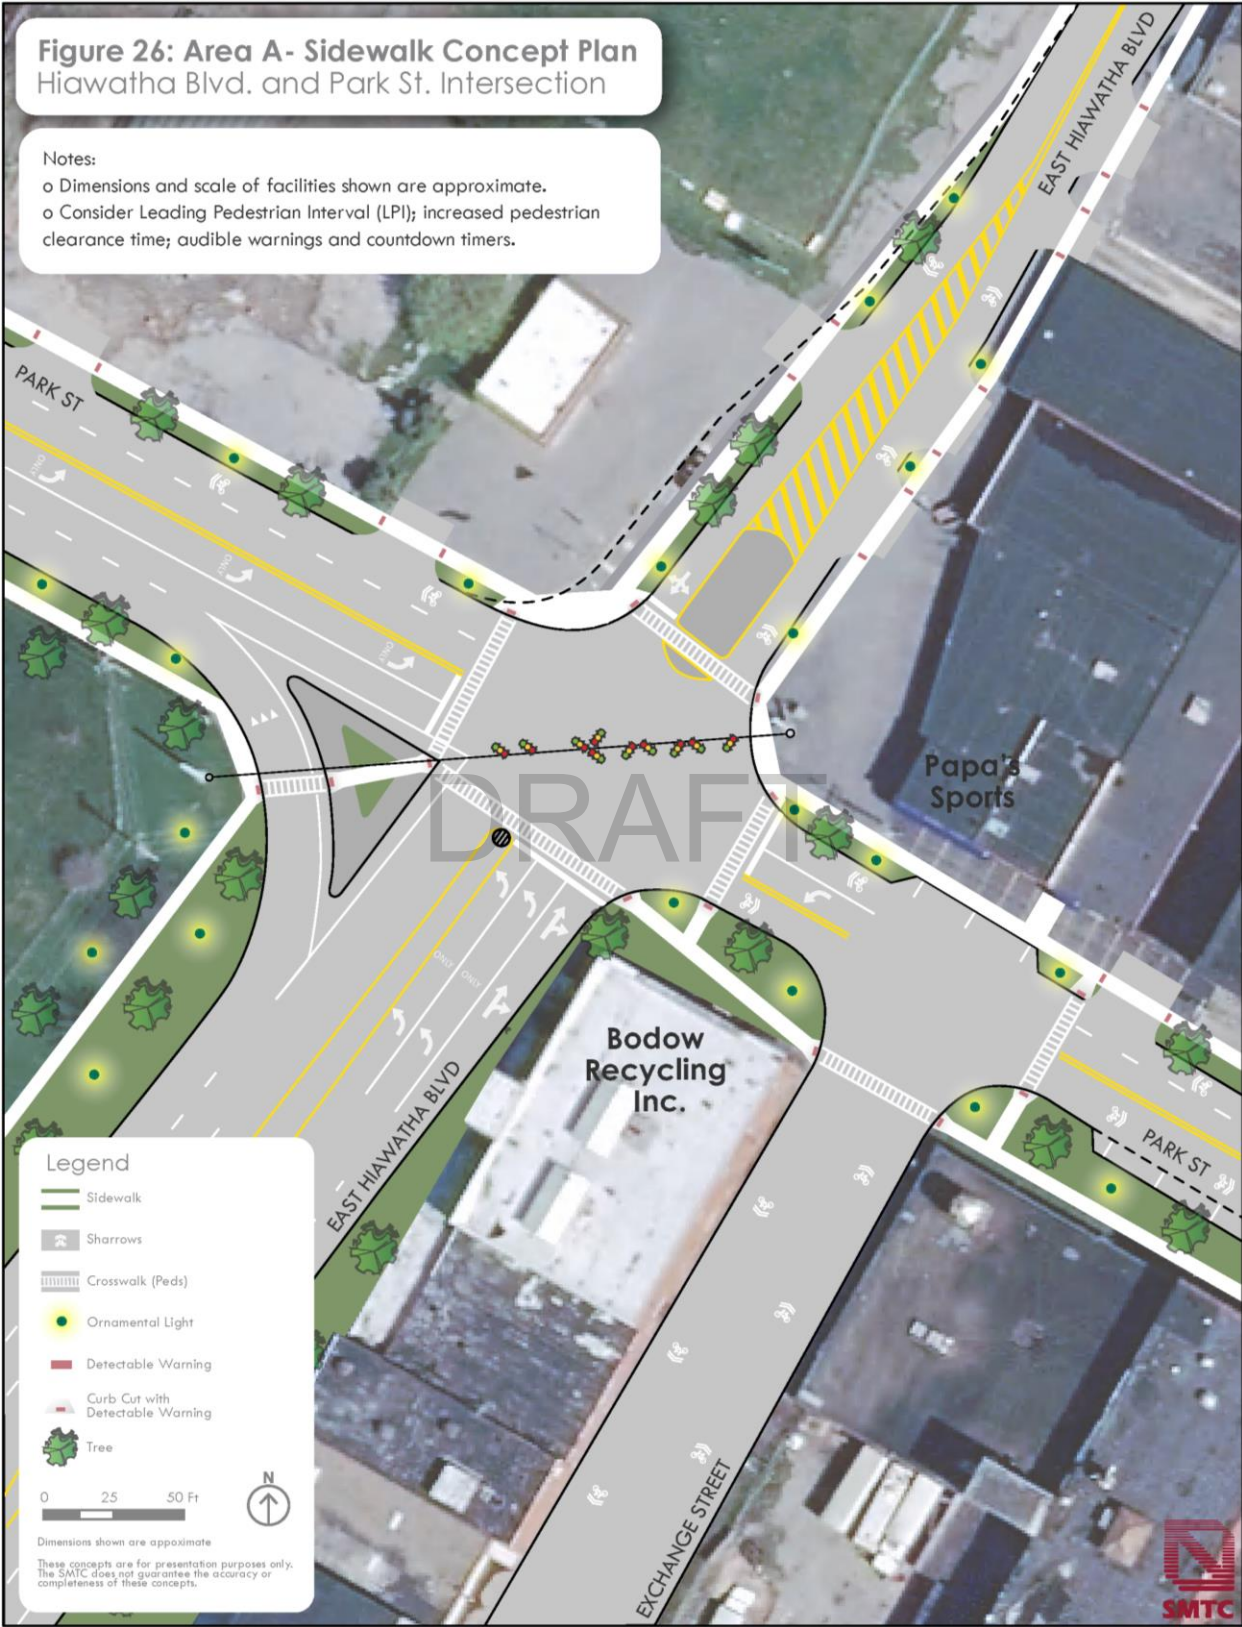 Figure 26: Area A- Sidewalk Concept Plan
Hiawatha Blvd. and Park St. Intersection
Notes:
o Dimensions and scale of facilities shown are approximate.
o Consider Leading Pedestrian Interval (LPI); increased pedestrian
clearance time; audible warnings and countdown timers.
EAST HIAWATHA BLVD
PARK ST
ONLY
ONLY
ONLY
DRAFT
Papa's
Sports
ONLY
ONLY
Bodow
Recycling
Inc.
EAST HIAWATHA BLVD
PARK ST
EXCHANGE STREET
Legend
Sidewalk
Sharrows
Crosswalk (Peds)
Ornamental Light
Detectable Warning
Curb Cut with
Detectable Warning
Tree
0 25 50 Ft
N
Dimensions shown are appoximate
These concepts are for presentation purposes only.
The SMTC does not guarantee the accuracy or
completeness of these concepts.
SMTC